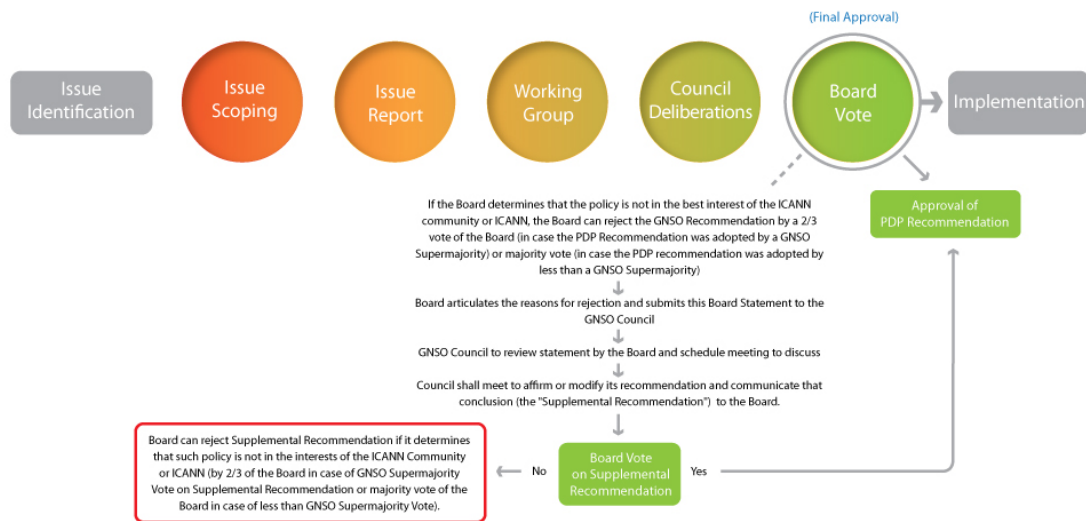 (Final Approval)
Issue
Identification
Issue
Scoping
Issue
Report
Working
Group
Council
Deliberations
Board
Vote
Implementation
Approval of
PDP Recommendation
If the Board determines that the policy is not in the best interest of the ICANN
community or ICANN, the Board can reject the GNSO Recommendation by a 2/3
vote of the Board (in case the PDP Recommendation was adopted by a GNSO
Supermajority) or majority vote (in case the PDP recommendation was adopted by
less than a GNSO Supermajority)
Board articulates the reasons for rejection and submits this Board Statement to the
GNSO Council
GNSO Council to review statement by the Board and schedule meeting to discuss
Council shall meet to affirm or modify its recommendation and communicate that
conclusion (the "Supplemental Recommendation") to the Board.
Board Vote
on Supplemental
Recommendation
No
Yes
Board can reject Supplemental Recommendation if it determines
that such policy is not in the interests of the ICANN Community
or ICANN (by 2/3 of the Board in case of GNSO Supermajority
Vote on Supplemental Recommendation or majority vote of the
Board in case of less than GNSO Supermajority Vote).